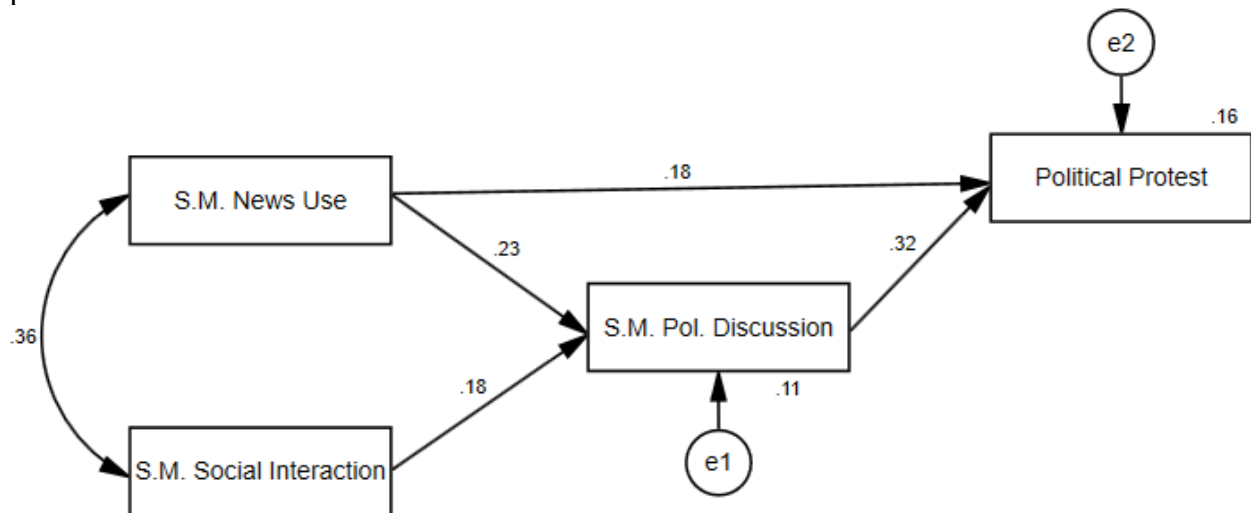 e2
.16
Political Protest
.18
S.M. News Use
.23
.32
.36
S.M. Pol. Discussion
.18
.11
S.M. Social Interaction
e1